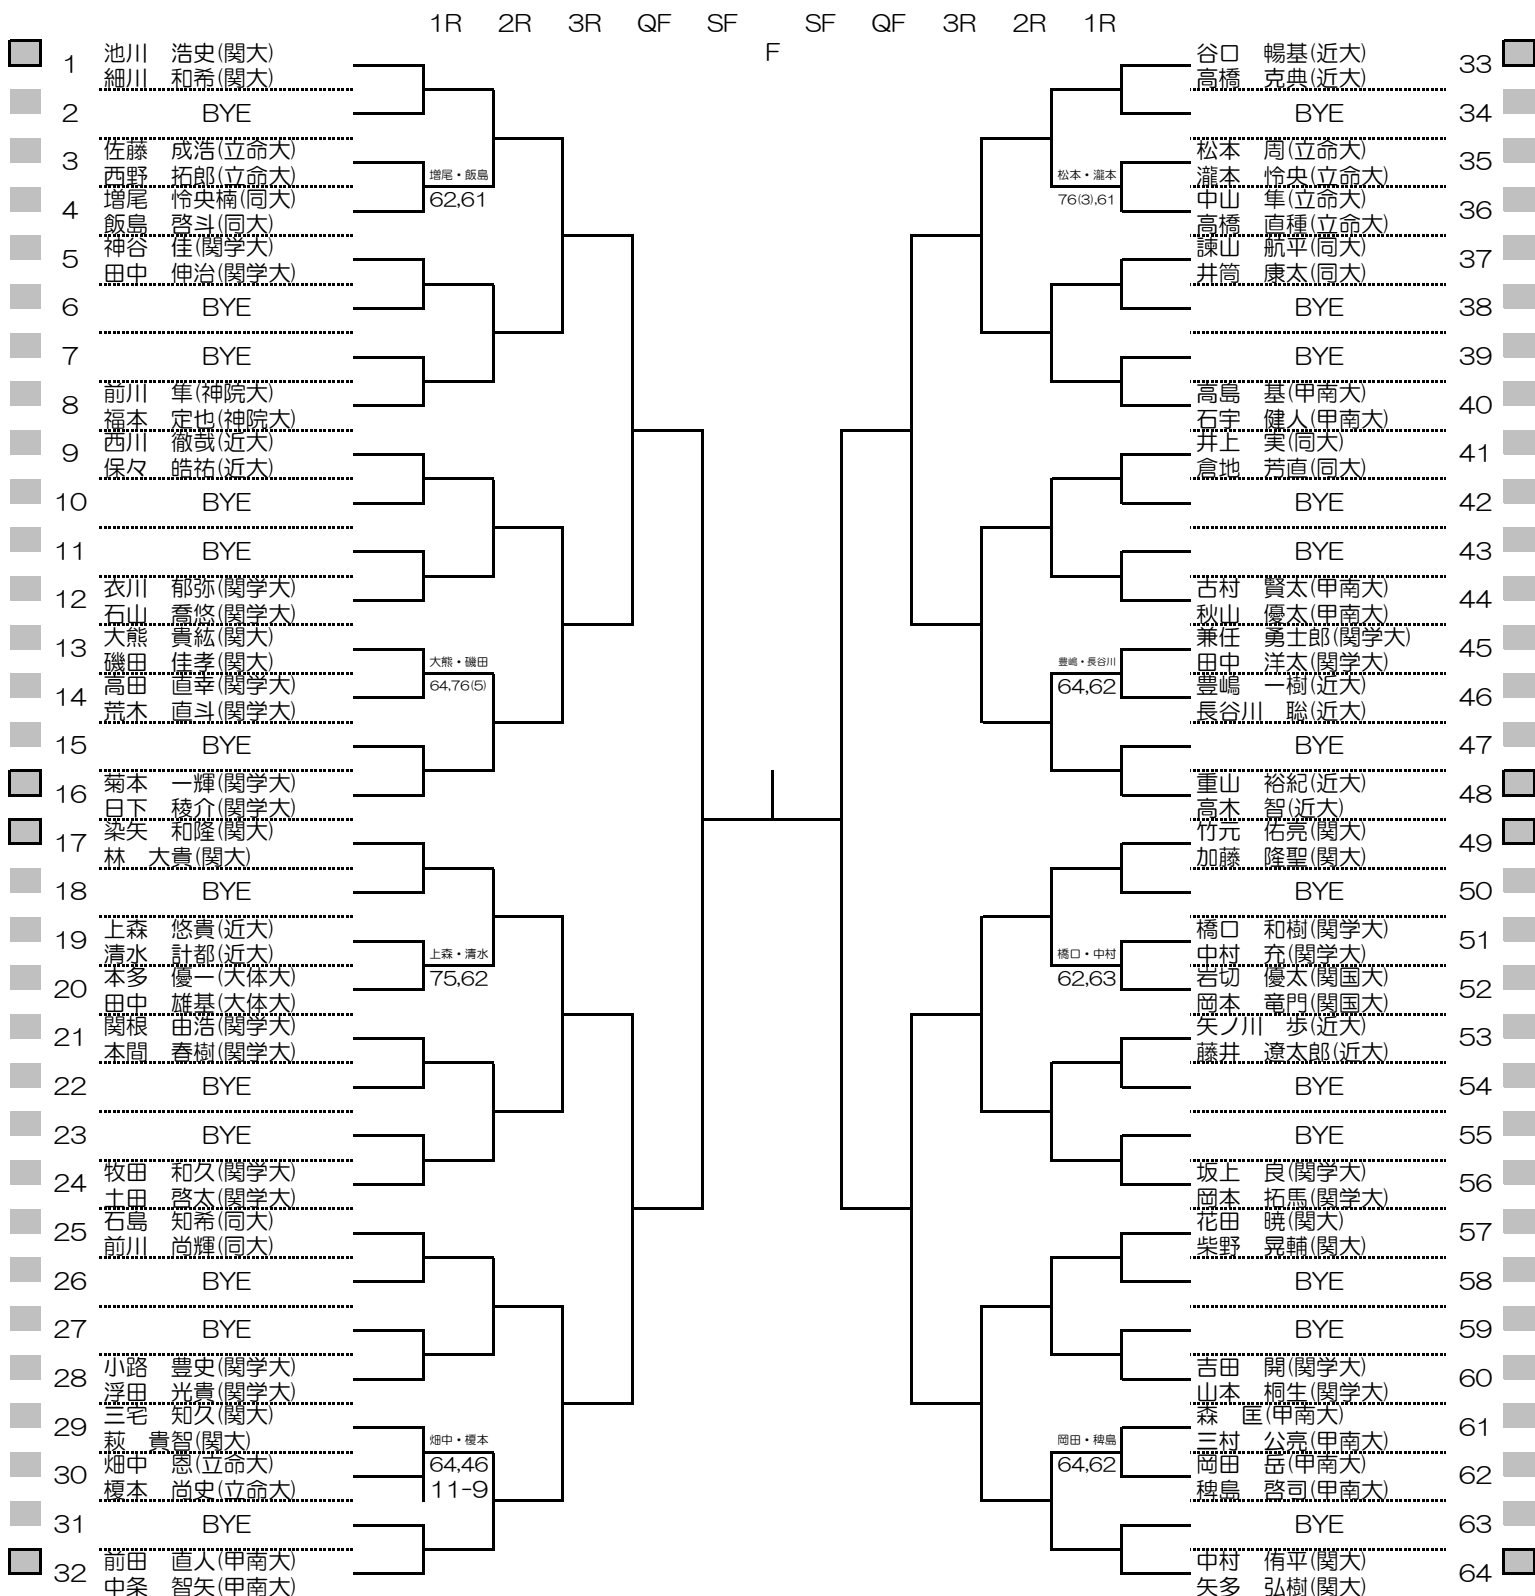 1R 2R 3R QF SF F SF QF 3R 2R 1R
1 池川 浩史(関大)
細川 和希(関大)
2 BYE
3 佐藤 成浩(立命大)
西野 拓郎(立命大)
増尾・飯島
62,61
4 増尾 怜央楠(同大)
飯島 啓斗(同大)
5 神谷 佳(関学大)
田中 伸治(関学大)
6 BYE
7 BYE
8 前川 隼(神院大)
福本 定也(神院大)
9 西川 徹哉(近大)
保々 皓祐(近大)
10 BYE
11 BYE
12 衣川 郁弥(関学大)
石山 喬悠(関学大)
13 大熊 貴紘(関大)
磯田 佳孝(関大)
大熊・磯田
64,76(5)
14 高田 直幸(関学大)
荒木 直斗(関学大)
15 BYE
16 菊本 一輝(関学大)
日下 稜介(関学大)
17 染矢 和隆(関大)
林 大貴(関大)
18 BYE
19 上森 悠貴(近大)
清水 計都(近大)
上森・清水
75,62
20 本多 優一(大体大)
田中 雄基(大体大)
21 関根 由浩(関学大)
本間 春樹(関学大)
22 BYE
23 BYE
24 牧田 和久(関学大)
土田 啓太(関学大)
25 石島 知希(同大)
前川 尚輝(同大)
26 BYE
27 BYE
28 小路 豊史(関学大)
浮田 光貴(関学大)
29 三宅 知久(関大)
萩 貴智(関大)
畑中・榎本
64,46
11-9
30 畑中 恩(立命大)
榎本 尚史(立命大)
31 BYE
32 前田 直人(甲南大)
中条 智矢(甲南大)
谷口 暢基(近大) 33
高橋 克典(近大)
BYE 34
松本 周(立命大) 35
瀧本 怜央(立命大)
松本・瀧本
76(3),61
中山 隼(立命大) 36
高橋 直種(立命大)
諫山 航平(同大) 37
井筒 康太(同大)
BYE 38
BYE 39
高島 基(甲南大) 40
石宇 健人(甲南大)
井上 実(同大) 41
倉地 芳直(同大)
BYE 42
BYE 43
古村 賢太(甲南大) 44
秋山 優太(甲南大)
兼任 勇士郎(関学大) 45
田中 洋太(関学大)
豊嶋・長谷川
64,62
豊嶋 一樹(近大) 46
長谷川 聡(近大)
BYE 47
重山 裕紀(近大) 48
高木 智(近大)
竹元 佑亮(関大) 49
加藤 隆聖(関大)
BYE 50
橋口 和樹(関学大) 51
中村 充(関学大)
橋口・中村
62,63
岩切 優太(関国大) 52
岡本 竜門(関国大)
矢ノ川 歩(近大) 53
藤井 遼太郎(近大)
BYE 54
BYE 55
坂上 良(関学大) 56
岡本 拓馬(関学大)
花田 暁(関大) 57
柴野 晃輔(関大)
BYE 58
BYE 59
吉田 開(関学大) 60
山本 桐生(関学大)
森 匡(甲南大) 61
三村 公亮(甲南大)
岡田・稗島
64,62
岡田 岳(甲南大) 62
稗島 啓司(甲南大)
BYE 63
中村 侑平(関大) 64
矢多 弘樹(関大)